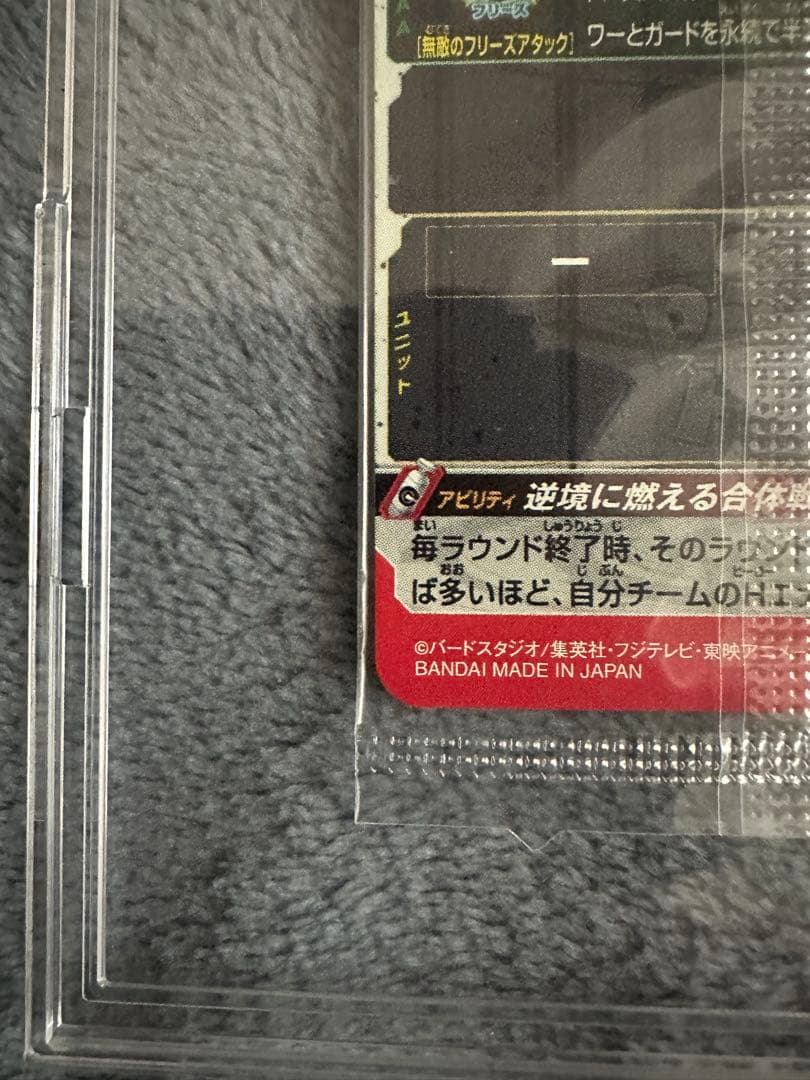 フリーズ
[無敵のフリーズアタック]
ワーとガードを永続で半
ー
ユニット
アビリティ 逆境に燃える合体戦
毎ラウンド終了時、そのラウンド
ば多いほど、自分チームのHエ
©バードスタジオ/集英社・フジテレビ・東映アニメー
BANDAI MADE IN JAPAN